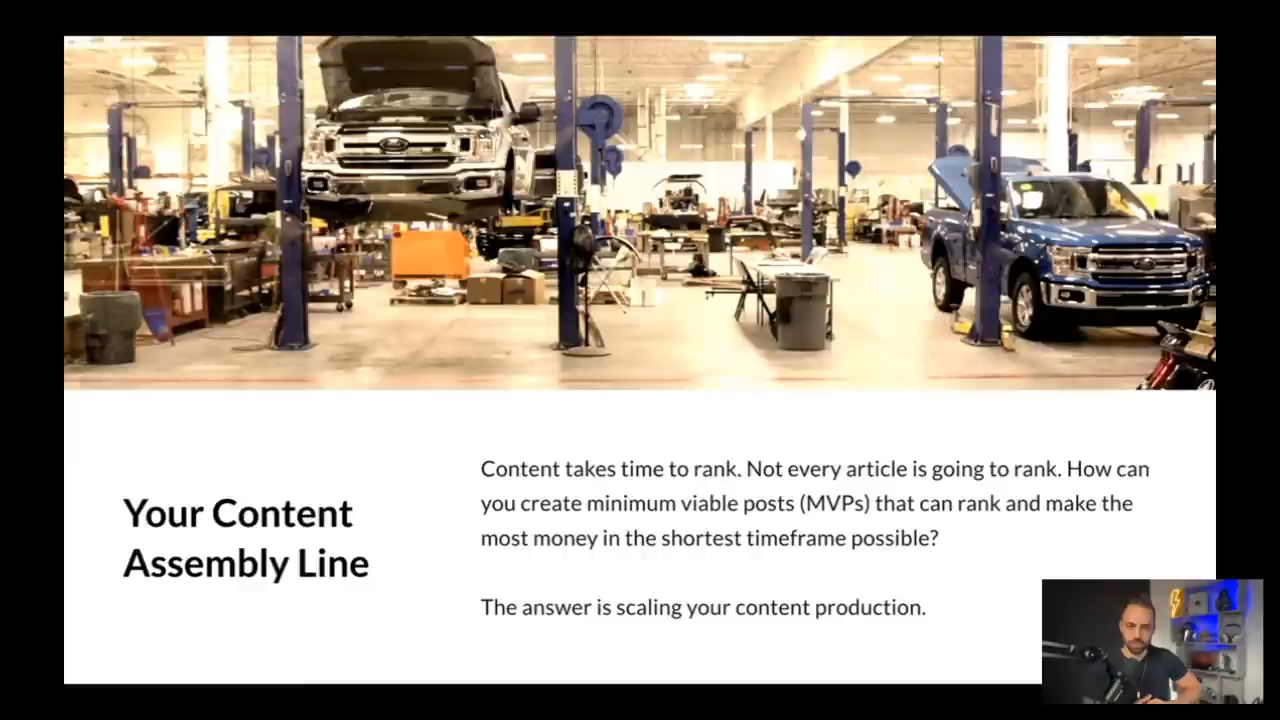 Your Content
Assembly Line
Content takes time to rank. Not every article is going to rank. How can
you create minimum viable posts (MVPs) that can rank and make the
most money in the shortest timeframe possible?
The answer is scaling your content production.